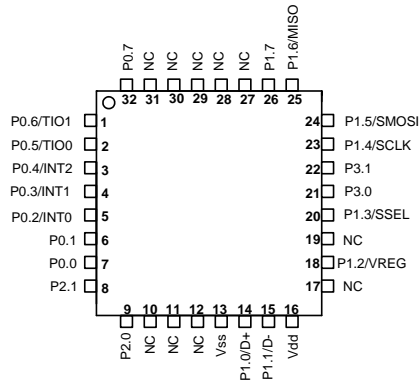 P0.7
NC
NC
NC
NC
NC
P1.7
P1.6/MISO
32
31
30
29
28
27
26
25
P0.6/TIO1 1
P0.5/TIO0 2
P0.4/INT2 3
P0.3/INT1 4
P0.2/INT0 5
P0.1 6
P0.0 7
P2.1 8
24 P1.5/SMOSI
23 P1.4/SCLK
22 P3.1
21 P3.0
20 P1.3/SSEL
19 NC
18 P1.2/VREG
17 NC
9
10
11
12
13
14
15
16
P2.0
NC
NC
NC
Vss
P1.0/D+
P1.1/D-
Vdd